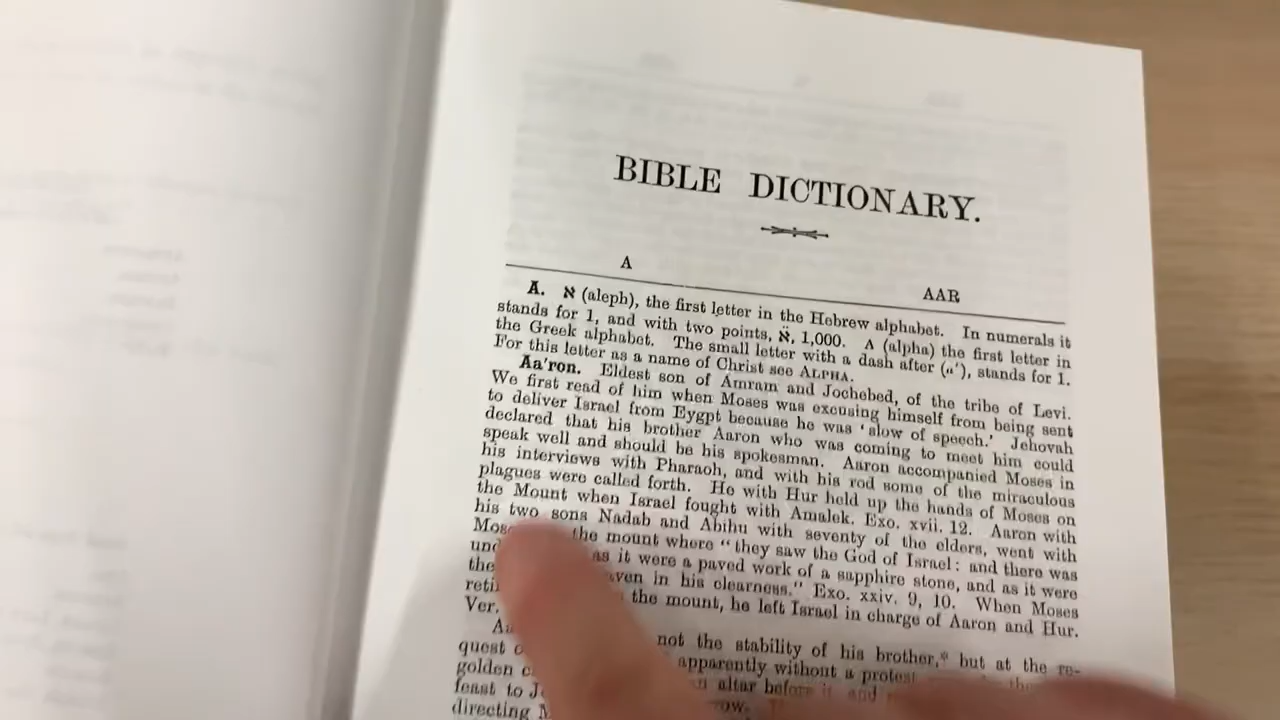 BIBLE DICTIONARY.
A
AAR
A. א (aleph), the first letter in the Hebrew alphabet. In numerals it
stands for 1, and with two points, א̈, 1,000. A (alpha) the first letter in
the Greek alphabet. The small letter with a dash after (α'), stands for 1.
For this letter as a name of Christ see ALPHA.
Aa'ron. Eldest son of Amram and Jochebed, of the tribe of Levi.
We first read of him when Moses was excusing himself from being sent
to deliver Israel from Eygpt because he was 'slow of speech.' Jehovah
declared that his brother Aaron who was coming to meet him could
speak well and should be his spokesman. Aaron accompanied Moses in
his interviews with Pharaoh, and with his rod some of the miraculous
plagues were called forth. He with Hur held up the hands of Moses on
the Mount when Israel fought with Amalek. Exo. xvii. 12. Aaron with
his two sons Nadab and Abihu with seventy of the elders, went with
the mount where "they saw the God of Israel: and there was
as it were a paved work of a sapphire stone, and as it were
the in his clearness." Exo. xxiv. 9, 10. When Moses
the mount, he left Israel in charge of Aaron and Hur.
Ver.
not the stability of his brother,* but at the re-
quest apparently without a protest
golden altar before it, and
feast to
directing